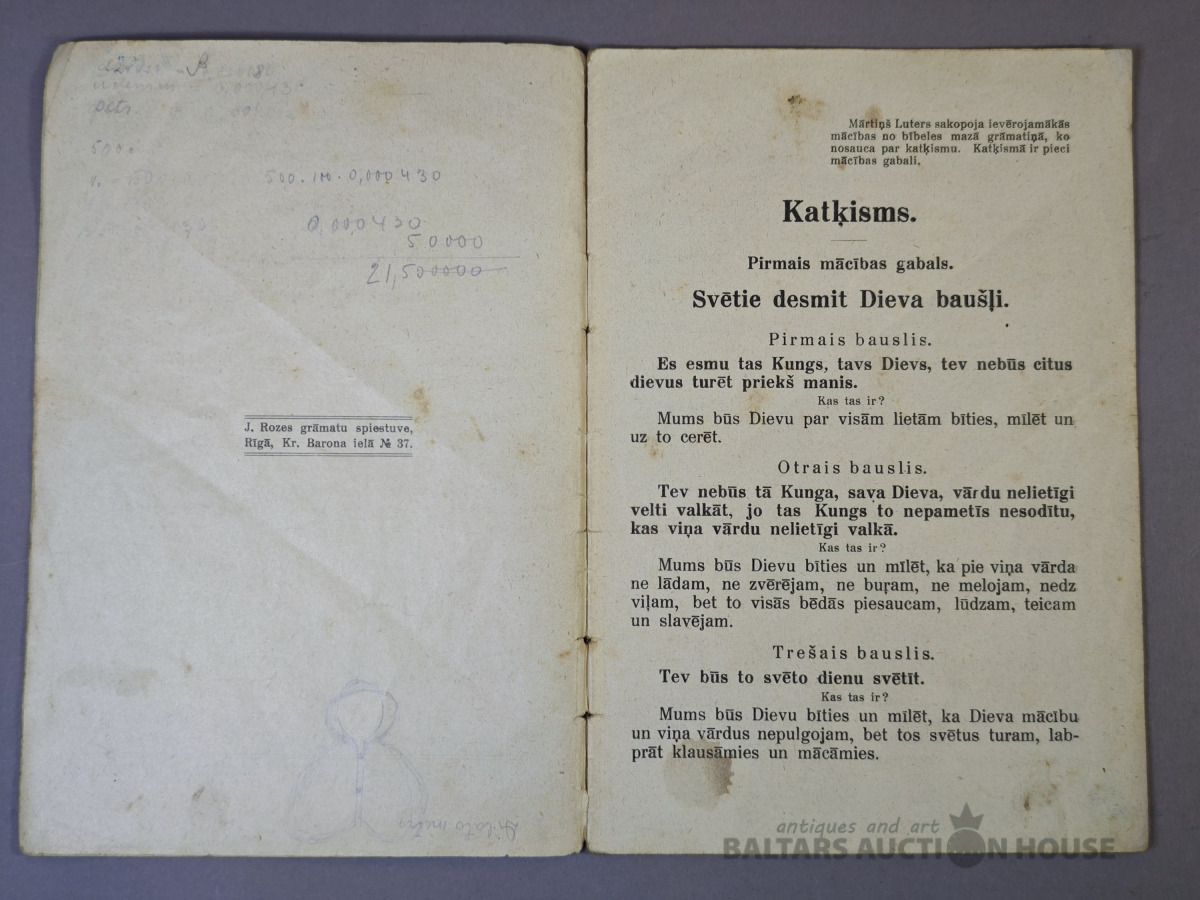 500.
500. 100. 0,000430
0,000430
50000
21,500000
J. Rozes grāmatu spiestuve,
Rīgā, Kr. Barona ielā № 37.
Mārtiņš Luters sakopoja ievērojamākās
mācības no bībeles mazā grāmatiņā, ko
nosauca par katķismu. Katķismā ir pieci
mācības gabali.
Katķisms.
Pirmais mācības gabals.
Svētie desmit Dieva baušļi.
Pirmais bauslis.
Es esmu tas Kungs, tavs Dievs, tev nebūs citus
dievus turēt priekš manis.
Kas tas ir?
Mums būs Dievu par visām lietām bīties, mīlēt un
uz to cerēt.
Otrais bauslis.
Tev nebūs tā Kunga, sava Dieva, vārdu nelietīgi
velti valkāt, jo tas Kungs to nepametīs nesodītu,
kas viņa vārdu nelietīgi valkā.
Kas tas ir?
Mums būs Dievu bīties un mīlēt, ka pie viņa vārda
ne lādam, ne zvērējam, ne buŗam, ne melojam, nedz
viļam, bet to visās bēdās piesaucam, lūdzam, teicam
un slavējam.
Trešais bauslis.
Tev būs to svēto dienu svētīt.
Kas tas ir?
Mums būs Dievu bīties un mīlēt, ka Dieva mācību
un viņa vārdus nepulgojam, bet tos svētus turam, lab-
prāt klausāmies un mācāmies.
antiques and art
BALTARS AUCTION HOUSE